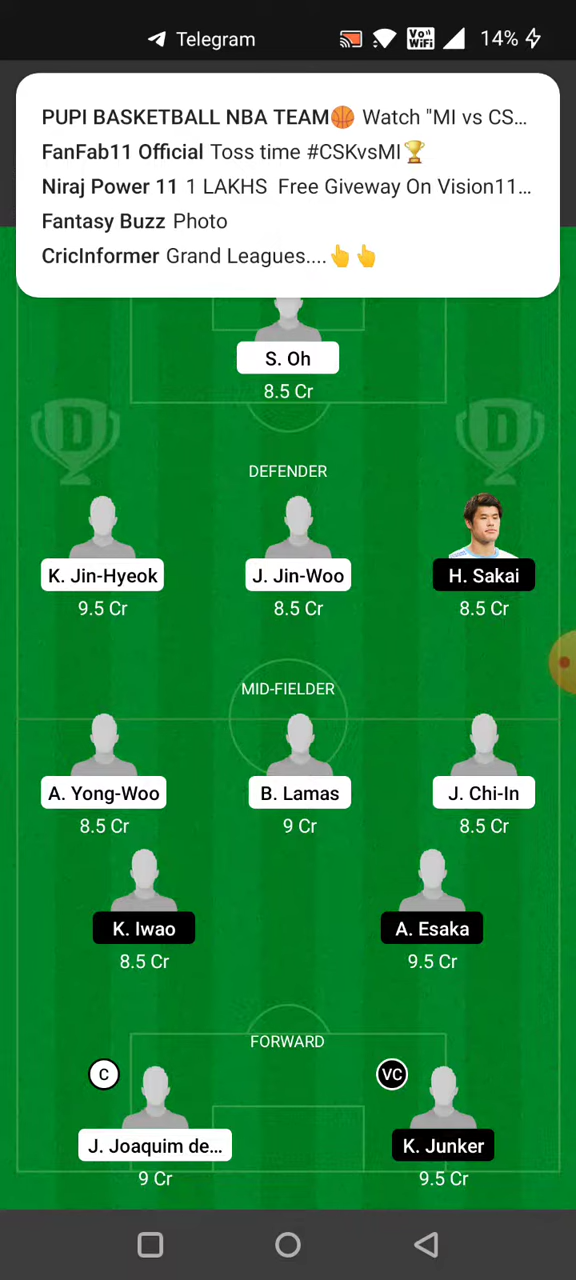 Telegram
Vo))
WiFi
14%
PUPI BASKETBALL NBA TEAM🏀 Watch "MI vs CS...
FanFab11 Official Toss time #CSKvsMI🏆
Niraj Power 11 1 LAKHS Free Giveway On Vision11...
Fantasy Buzz Photo
CricInformer Grand Leagues....👆👆
S. Oh
8.5 Cr
D
D
DEFENDER
K. Jin-Hyeok
J. Jin-Woo
H. Sakai
9.5 Cr
8.5 Cr
8.5 Cr
MID-FIELDER
A. Yong-Woo
B. Lamas
J. Chi-In
8.5 Cr
9 Cr
8.5 Cr
K. Iwao
A. Esaka
8.5 Cr
9.5 Cr
FORWARD
C
VC
J. Joaquim de...
K. Junker
9 Cr
9.5 Cr